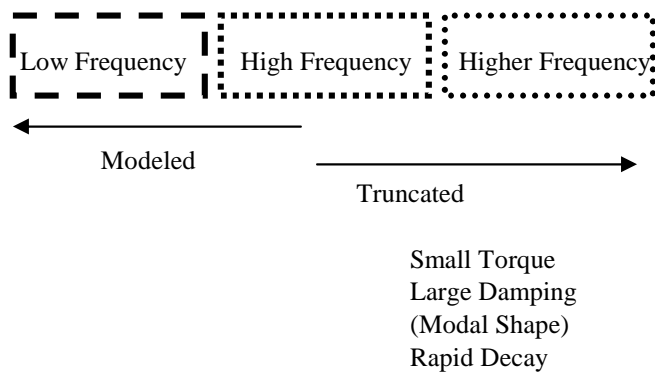 Low Frequency High Frequency Higher Frequency
Modeled
Truncated
Small Torque
Large Damping
(Modal Shape)
Rapid Decay